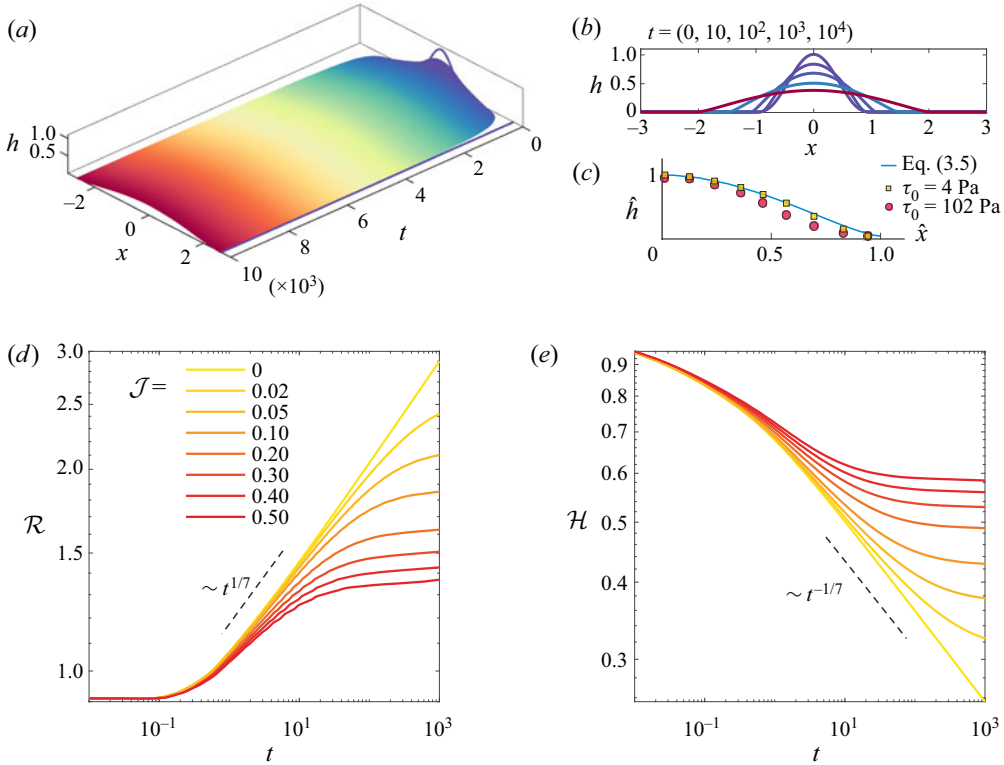 (a)
h
1.0
0.5
−2
0
2
x
10
8
6
4
2
0
t
(×10³)
(b)
t = (0, 10, 10², 10³, 10⁴)
h
1.0
0.5
0
−3
−2
−1
0
1
2
3
x
(c)
1
ĥ
0
0.5
1.0
x̂
Eq. (3.5)
τ₀ = 4 Pa
τ₀ = 102 Pa
(d)
3.0
2.5
2.0
1.5
1.0
ℛ
𝒥 =
0
0.02
0.05
0.10
0.20
0.30
0.40
0.50
~ t^{1/7}
10⁻¹
10¹
10³
t
(e)
0.9
0.8
0.7
0.6
0.5
0.4
0.3
ℋ
~ t^{−1/7}
10⁻¹
10¹
10³
t